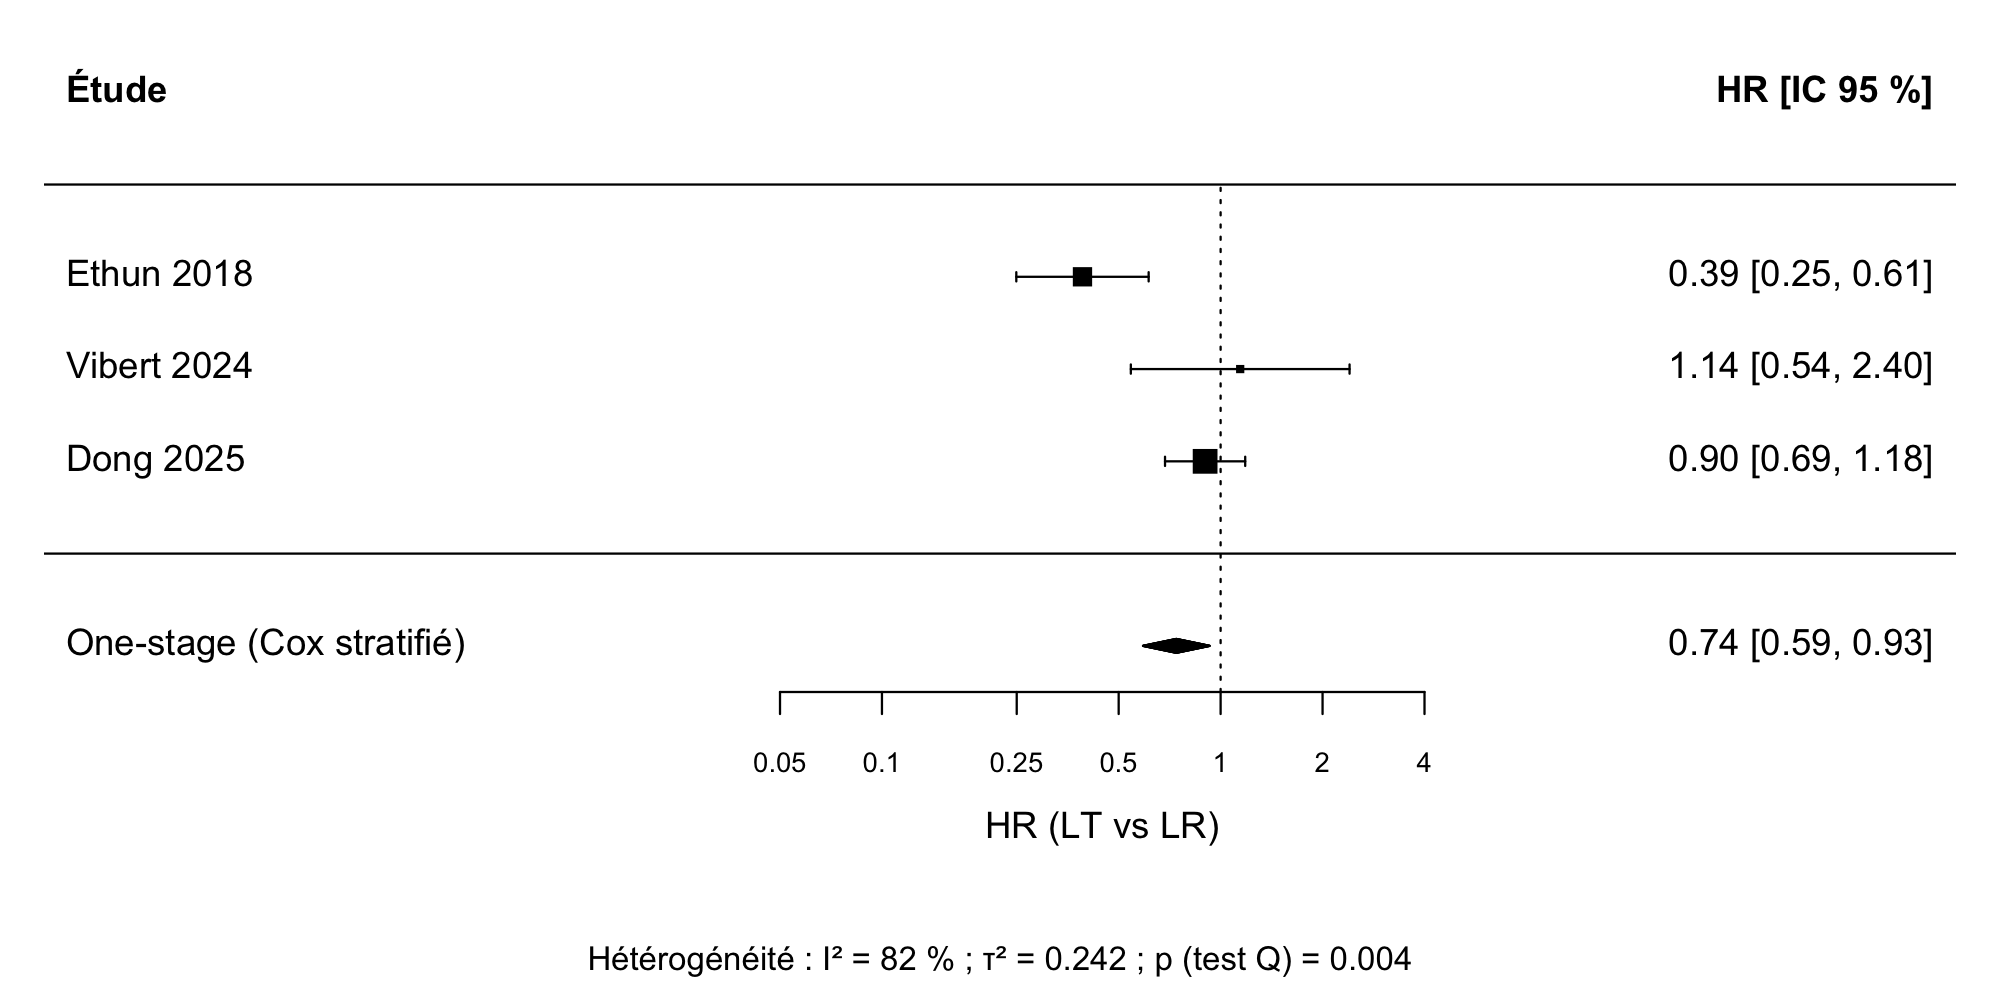 Étude HR [IC 95 %]
Ethun 2018 0.39 [0.25, 0.61]
Vibert 2024 1.14 [0.54, 2.40]
Dong 2025 0.90 [0.69, 1.18]
One-stage (Cox stratifié) 0.74 [0.59, 0.93]
0.05 0.1 0.25 0.5 1 2 4
HR (LT vs LR)
Hétérogénéité : I² = 82 % ; τ² = 0.242 ; p (test Q) = 0.004